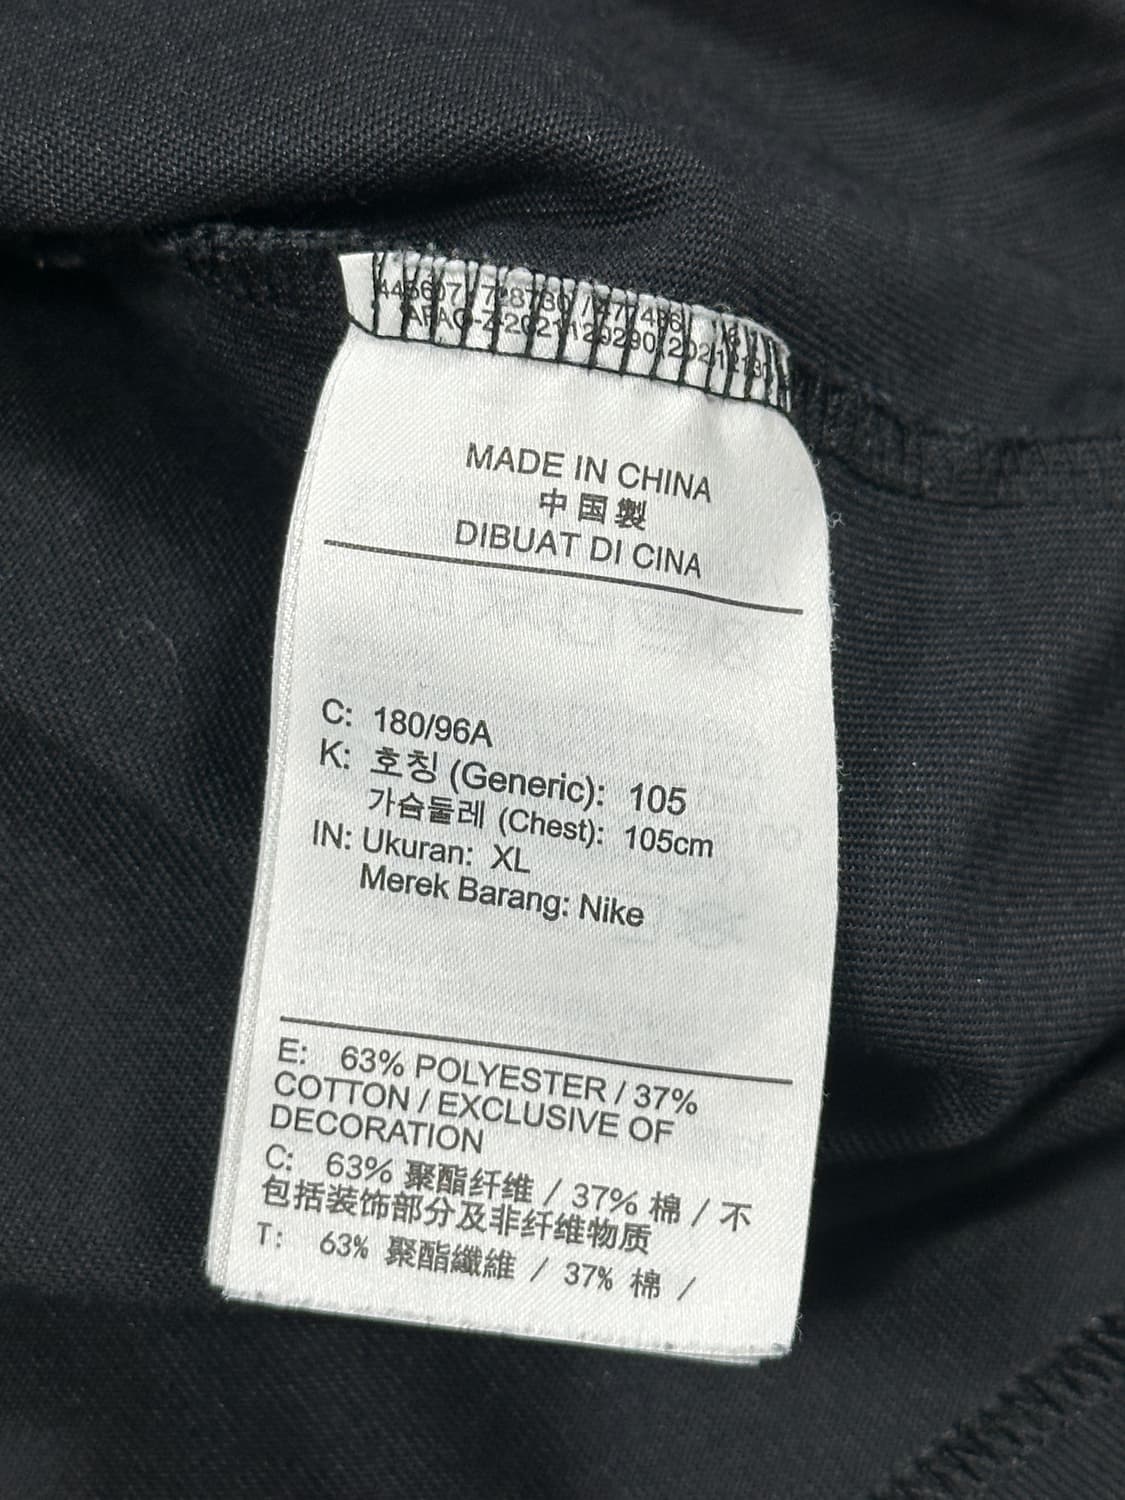 MADE IN CHINA
中国製
DIBUAT DI CINA
C: 180/96A
K: 호칭 (Generic): 105
가슴둘레 (Chest): 105cm
IN: Ukuran: XL
Merek Barang: Nike
E: 63% POLYESTER / 37%
COTTON / EXCLUSIVE OF
DECORATION
C: 63% 聚酯纤维 / 37% 棉 / 不
包括装饰部分及非纤维物质
T: 63% 聚酯纖維 / 37% 棉 /